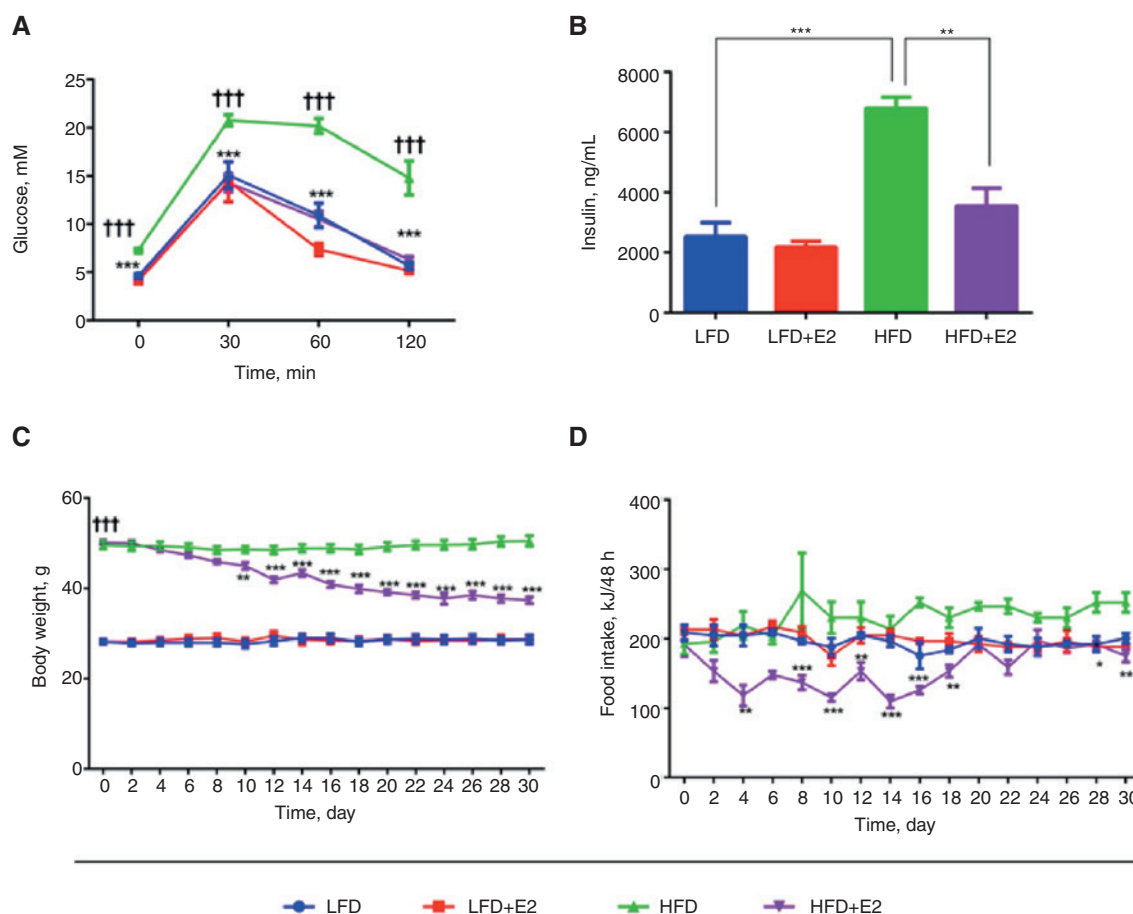 A
25
20
15
10
5
0
Glucose, mM
†††
†††
†††
†††
***
***
***
***
0 30 60 120
Time, min
B
*** **
8000
6000
4000
2000
0
Insulin, ng/mL
LFD LFD+E2 HFD HFD+E2
C
60
40
20
0
Body weight, g
†††
** *** *** *** *** *** *** *** *** *** ***
0 2 4 6 8 10 12 14 16 18 20 22 24 26 28 30
Time, day
D
400
300
200
100
0
Food intake, kJ/48 h
** *** *** ** *** *** ** * **
0 2 4 6 8 10 12 14 16 18 20 22 24 26 28 30
Time, day
LFD LFD+E2 HFD HFD+E2